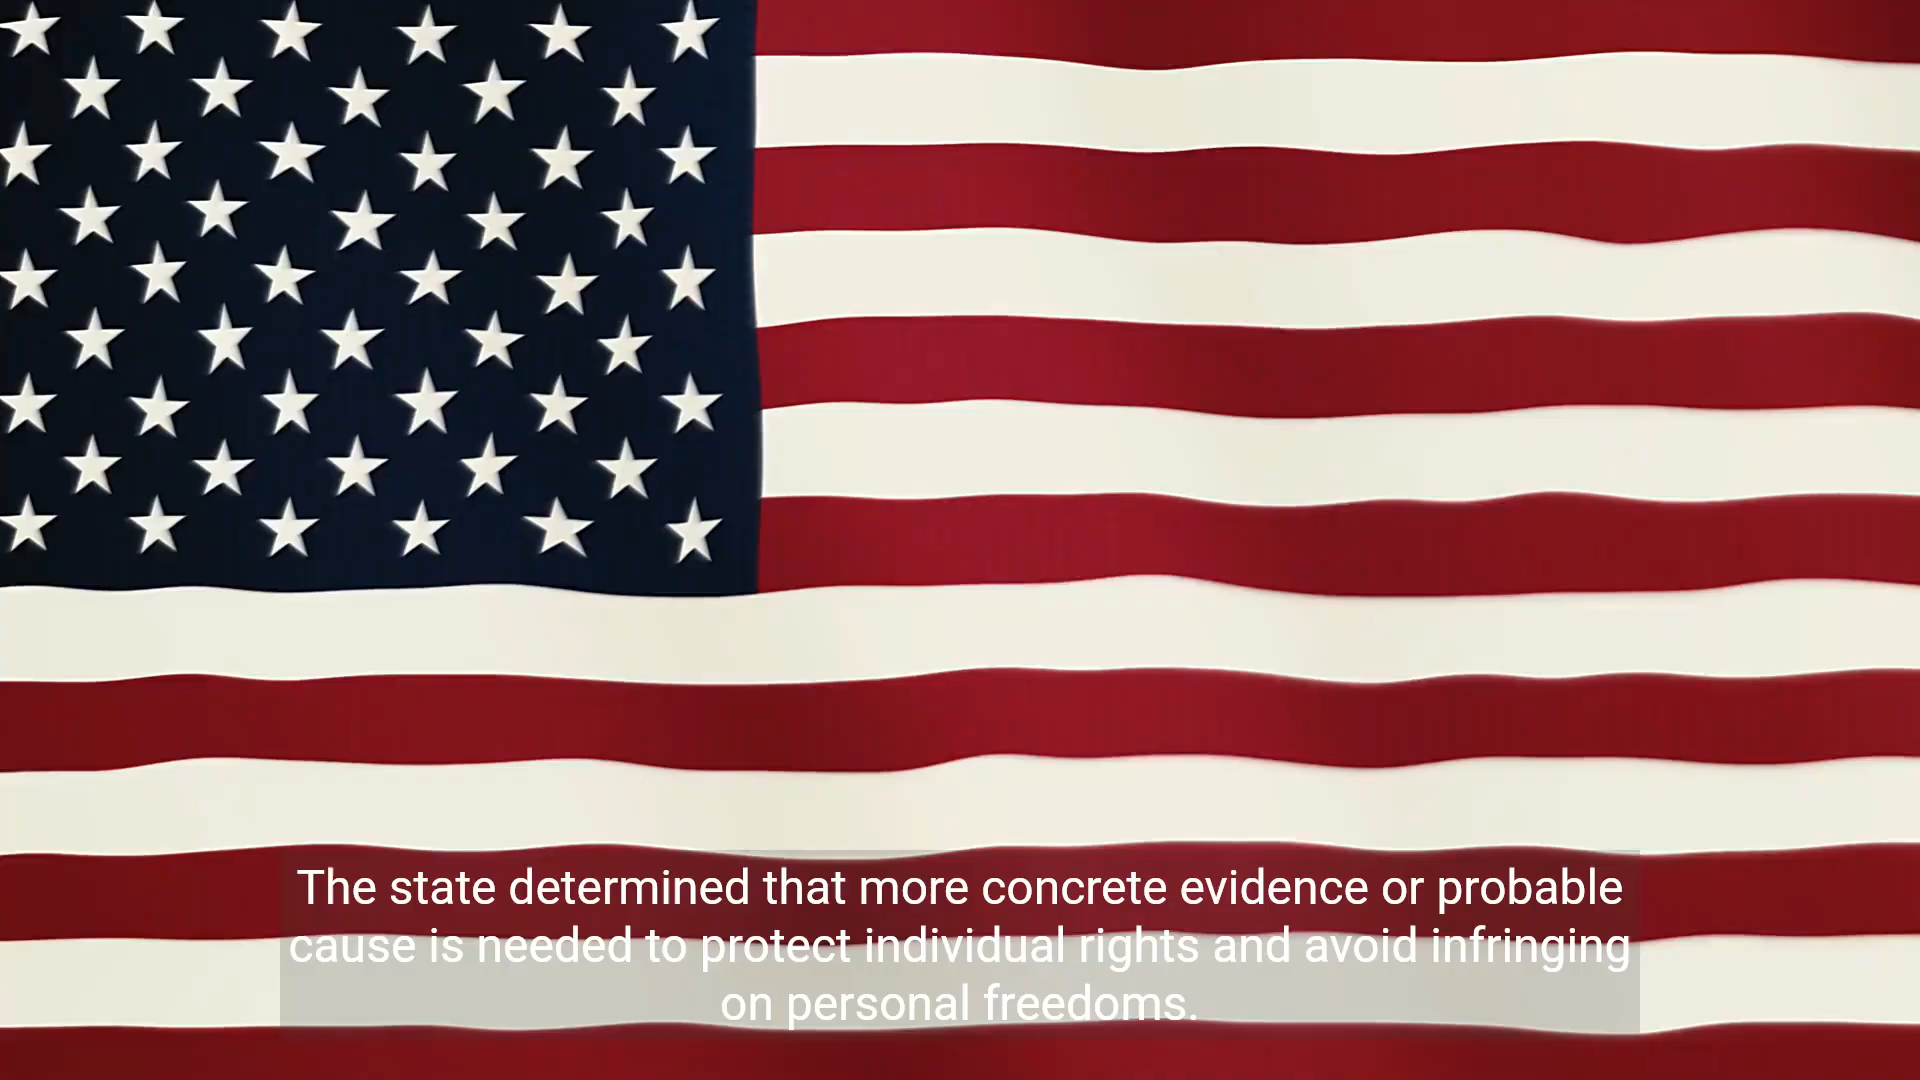 The state determined that more concrete evidence or probable
cause is needed to protect individual rights and avoid infringing
on personal freedoms.